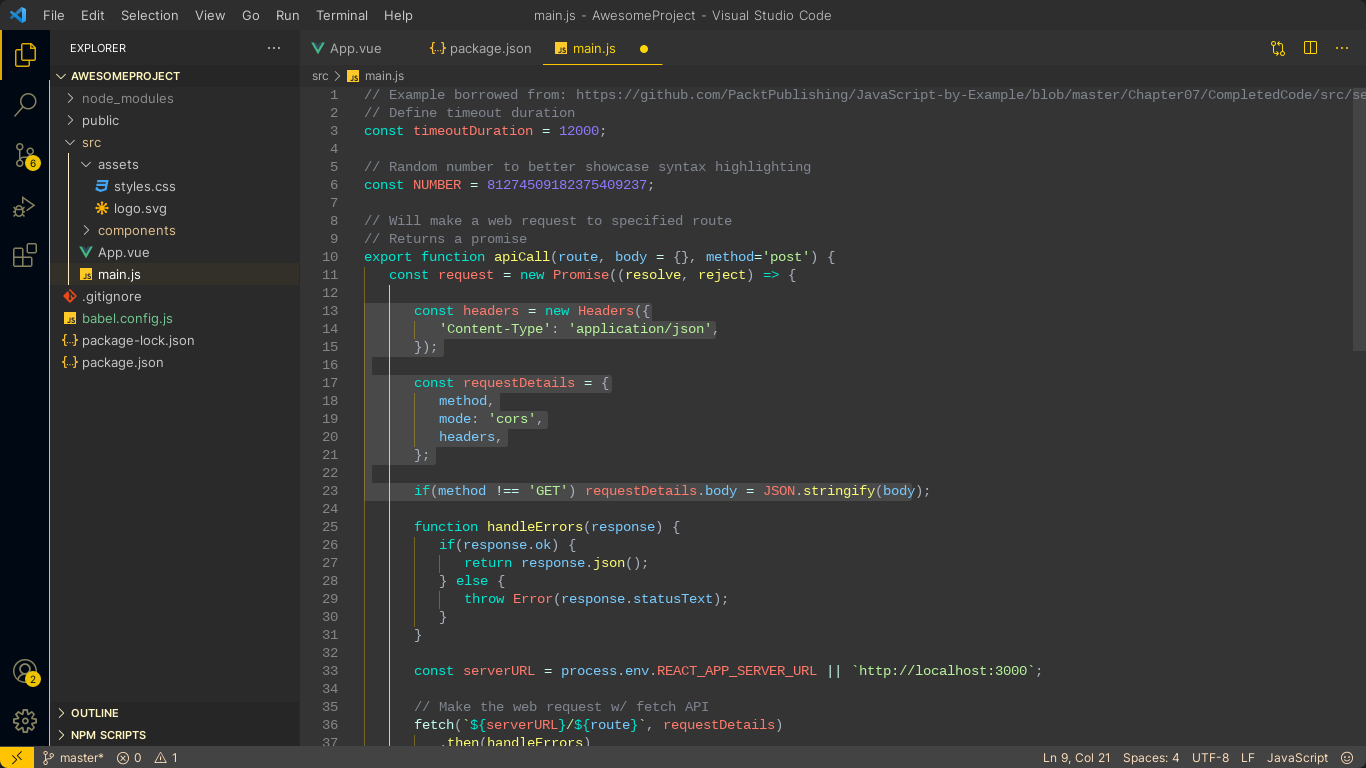 File Edit Selection View Go Run Terminal Help main.js - AwesomeProject - Visual Studio Code
EXPLORER
AWESOMEPROJECT
node_modules
public
src
assets
styles.css
logo.svg
components
App.vue
main.js
.gitignore
babel.config.js
package-lock.json
package.json
OUTLINE
NPM SCRIPTS
6
2
App.vue package.json main.js
src main.js
1 // Example borrowed from: https://github.com/PacktPublishing/JavaScript-by-Example/blob/master/Chapter07/CompletedCode/src/se
2 // Define timeout duration
3 const timeoutDuration = 12000;
4
5 // Random number to better showcase syntax highlighting
6 const NUMBER = 81274509182375409237;
7
8 // Will make a web request to specified route
9 // Returns a promise
10 export function apiCall(route, body = {}, method='post') {
11 const request = new Promise((resolve, reject) => {
12
13 const headers = new Headers({
14 'Content-Type': 'application/json',
15 });
16
17 const requestDetails = {
18 method,
19 mode: 'cors',
20 headers,
21 };
22
23 if(method !== 'GET') requestDetails.body = JSON.stringify(body);
24
25 function handleErrors(response) {
26 if(response.ok) {
27 return response.json();
28 } else {
29 throw Error(response.statusText);
30 }
31 }
32
33 const serverURL = process.env.REACT_APP_SERVER_URL || `http://localhost:3000`;
34
35 // Make the web request w/ fetch API
36 fetch(`${serverURL}/${route}`, requestDetails)
37 .then(handleErrors)
master* 0 1 Ln 9, Col 21 Spaces: 4 UTF-8 LF JavaScript